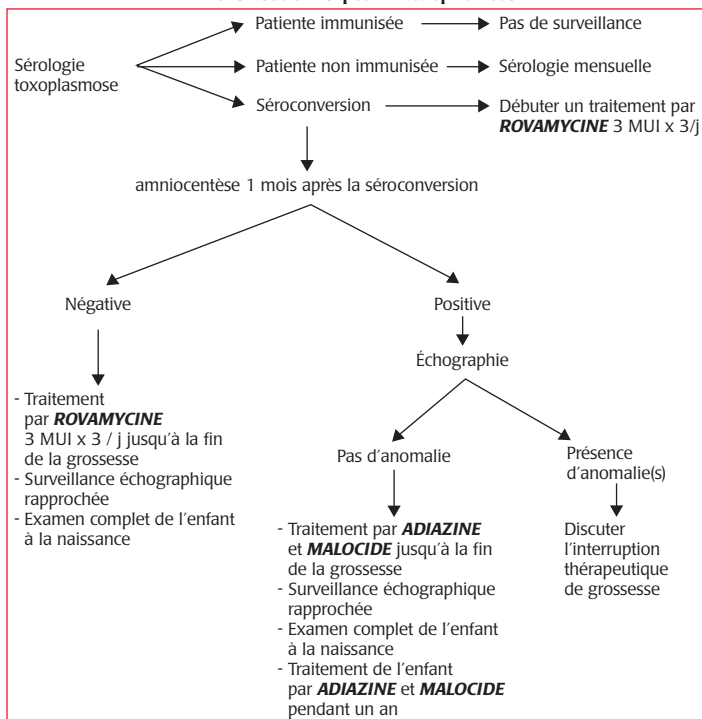 Patiente immunisée
Pas de surveillance
Sérologie
toxoplasmose
Patiente non immunisée
Sérologie mensuelle
Séroconversion
Débuter un traitement par
ROVAMYCINE 3 MUI x 3/j
amniocentèse 1 mois après la séroconversion
Négative
Positive
Échographie
- Traitement
par ROVAMYCINE
3 MUI x 3 / j jusqu'à la fin
de la grossesse
- Surveillance échographique
rapprochée
- Examen complet de l'enfant
à la naissance
Pas d'anomalie
Présence
d'anomalie(s)
- Traitement par ADIAZINE
et MALOCIDE jusqu'à la fin
de la grossesse
- Surveillance échographique
rapprochée
- Examen complet de l'enfant
à la naissance
- Traitement de l'enfant
par ADIAZINE et MALOCIDE
pendant un an
Discuter
l'interruption
thérapeutique
de grossesse